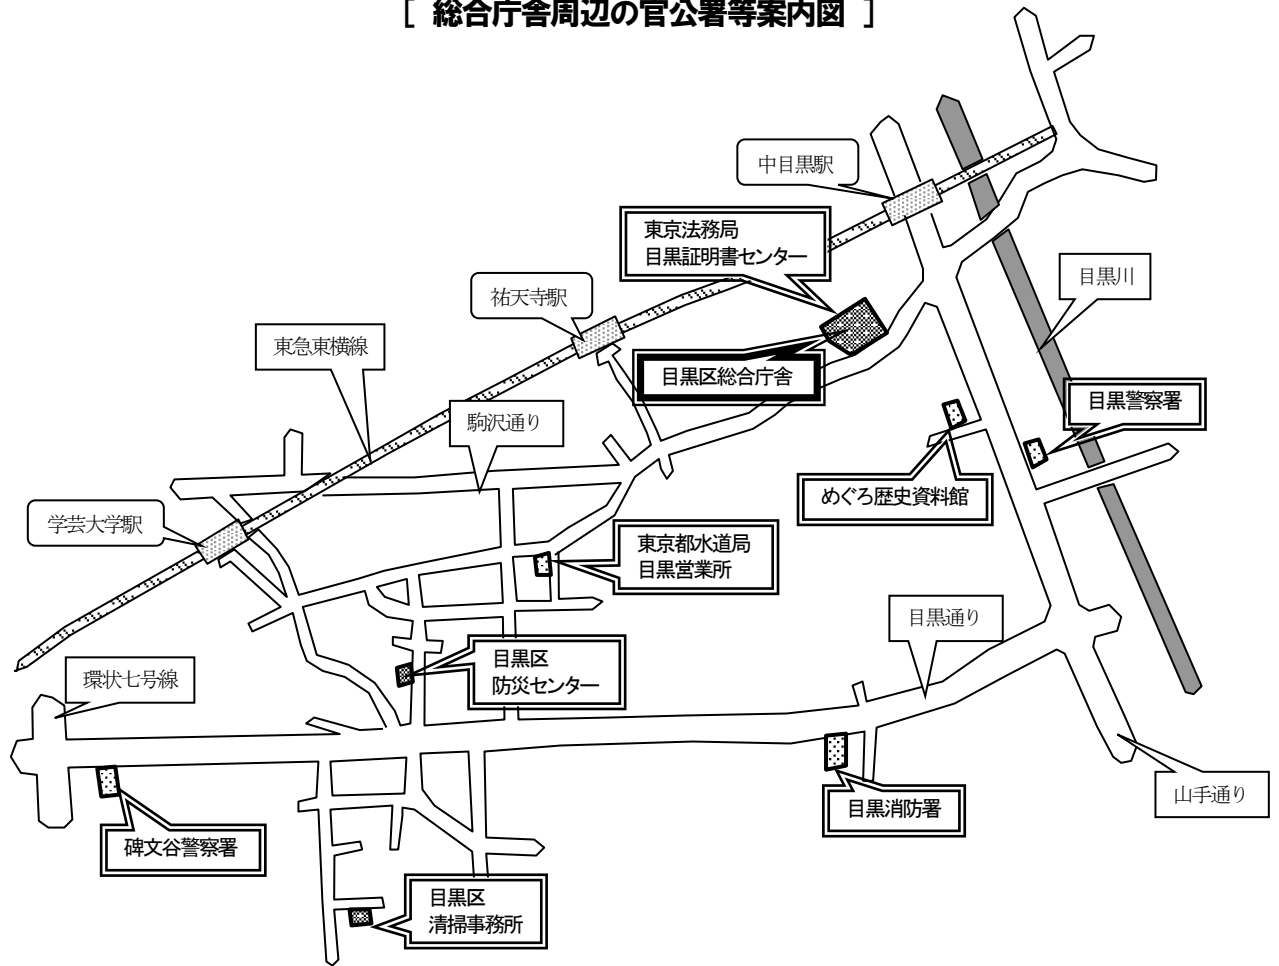 [ 総合庁舎周辺の官公署等案内図 ]
中目黒駅
東京法務局
目黒証明書センター
目黒川
祐天寺駅
東急東横線
目黒区総合庁舎
目黒警察署
駒沢通り
めぐろ歴史資料館
学芸大学駅
東京都水道局
目黒営業所
目黒通り
目黒区
防災センター
環状七号線
山手通り
目黒消防署
碑文谷警察署
目黒区
清掃事務所